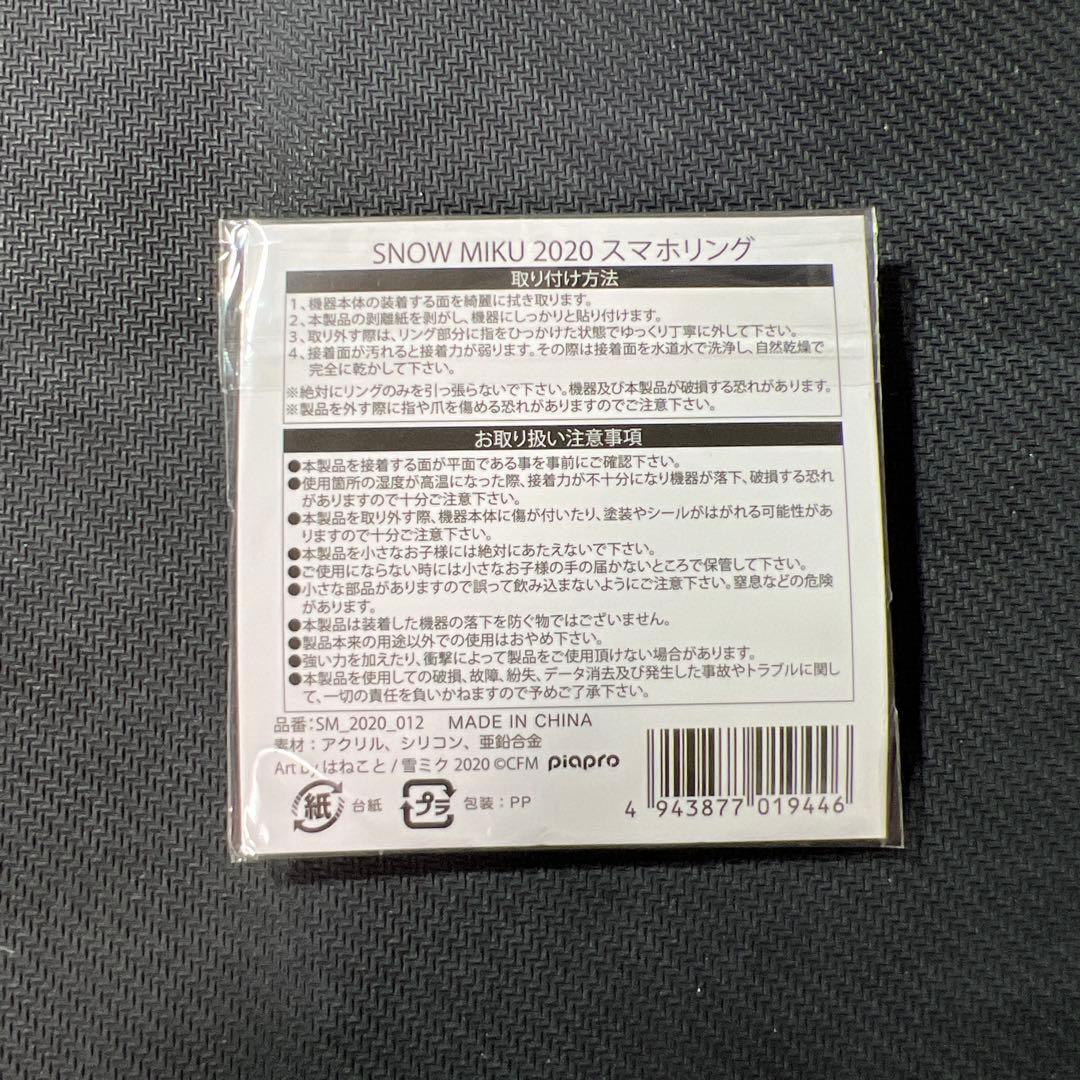 SNOW MIKU 2020 スマホリング
取り付け方法
1、機器本体の装着する面を綺麗に拭き取ります。
2、本製品の剥離紙を剥がし、機器にしっかりと貼り付けます。
3、取り外す際は、リング部分に指をひっかけた状態でゆっくり丁寧に外して下さい。
4、接着面が汚れると接着力が弱ります。その際は接着面を水道水で洗浄し、自然乾燥で
完全に乾かして下さい。
※絶対にリングのみを引っ張らないで下さい。機器及び本製品が破損する恐れがあります。
※製品を外す際に指や爪を傷める恐れがありますのでご注意下さい。
お取り扱い注意事項
●本製品を接着する面が平面である事を事前にご確認下さい。
●使用箇所の湿度が高温になった際、接着力が不十分になり機器が落下、破損する恐れ
がありますので十分ご注意下さい。
●本製品を取り外す際、機器本体に傷が付いたり、塗装やシールがはがれる可能性があ
りますので十分ご注意下さい。
●本製品を小さなお子様には絶対にあたえないで下さい。
●ご使用にならない時には小さなお子様の手の届かないところで保管して下さい。
●小さな部品がありますので誤って飲み込まないようにご注意下さい。窒息などの危険
があります。
●本製品は装着した機器の落下を防ぐ物ではございません。
●製品本来の用途以外での使用はおやめ下さい。
●強い力を加えたり、衝撃によって製品をご使用頂けない場合があります。
●本製品を使用しての破損、故障、紛失、データ消去及び発生した事故やトラブルに関し
て、一切の責任を負いかねますので予めご了承下さい。
品番:SM_2020_012 MADE IN CHINA
素材：アクリル、シリコン、亜鉛合金
Art by はねこと / 雪ミク 2020 ©CFM piapro
紙 台紙 プラ 包装：PP
4 943877 019446